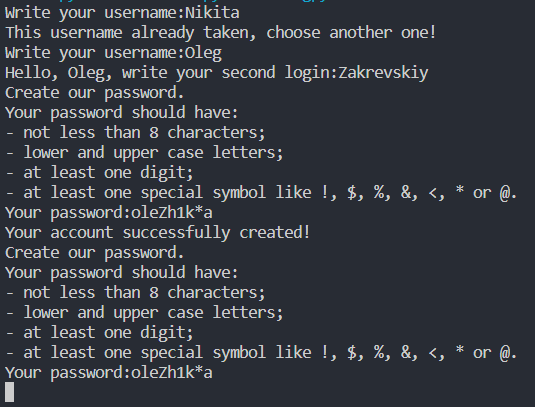 Write your username:Nikita
This username already taken, choose another one!
Write your username:Oleg
Hello, Oleg, write your second login:Zakrevskiy
Create our password.
Your password should have:
- not less than 8 characters;
- lower and upper case letters;
- at least one digit;
- at least one special symbol like !, $, %, &, <, * or @.
Your password:oleZh1k*a
Your account successfully created!
Create our password.
Your password should have:
- not less than 8 characters;
- lower and upper case letters;
- at least one digit;
- at least one special symbol like !, $, %, &, <, * or @.
Your password:oleZh1k*a